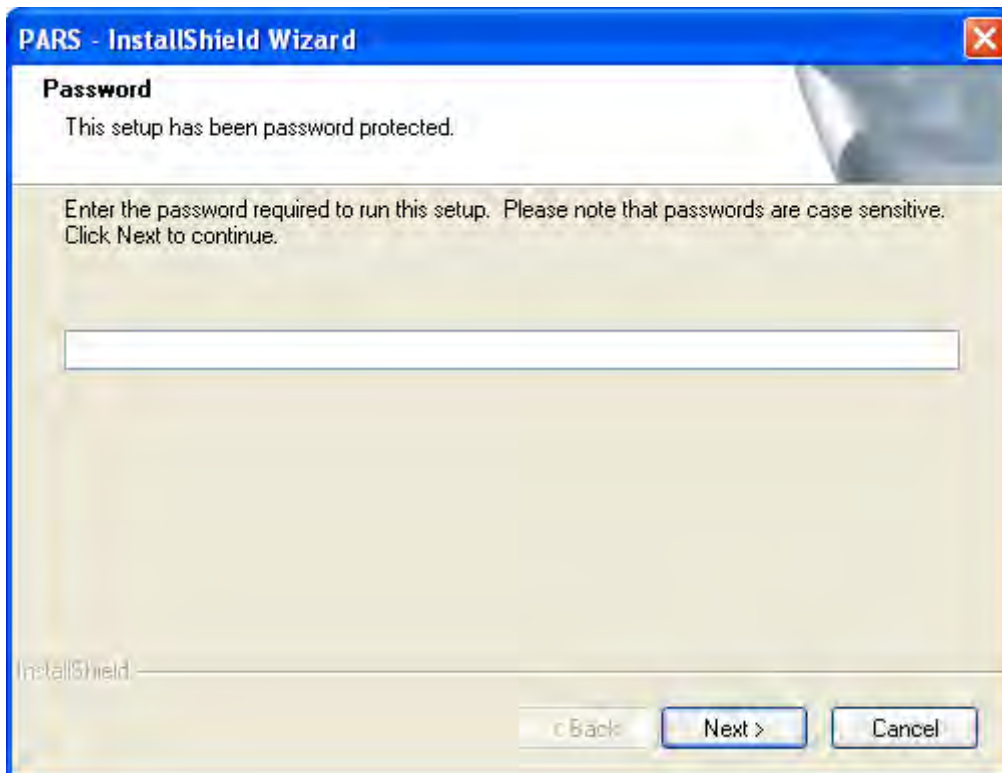 PARS - InstallShield Wizard
Password
This setup has been password protected.
Enter the password required to run this setup. Please note that passwords are case sensitive.
Click Next to continue.
InstallShield
< Back
Next >
Cancel